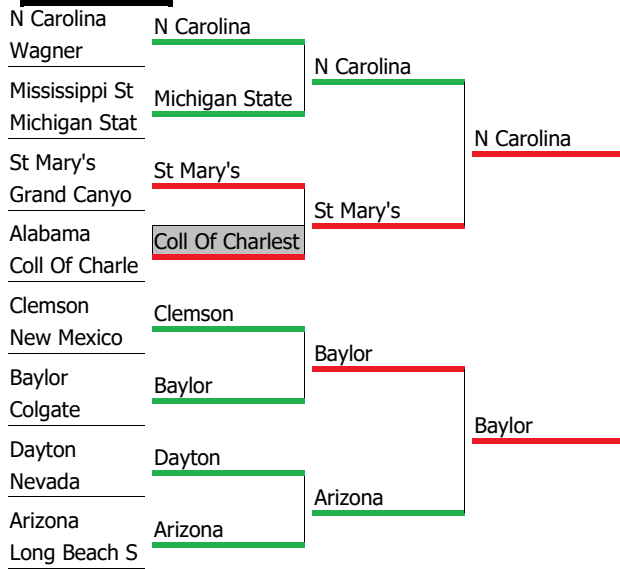 N Carolina
Wagner
Mississippi St
Michigan Stat
St Mary's
Grand Canyo
Alabama
Coll Of Charle
Clemson
New Mexico
Baylor
Colgate
Dayton
Nevada
Arizona
Long Beach S
N Carolina
Michigan State
St Mary's
Coll Of Charlest
Clemson
Baylor
Dayton
Arizona
N Carolina
St Mary's
Baylor
Arizona
N Carolina
Baylor